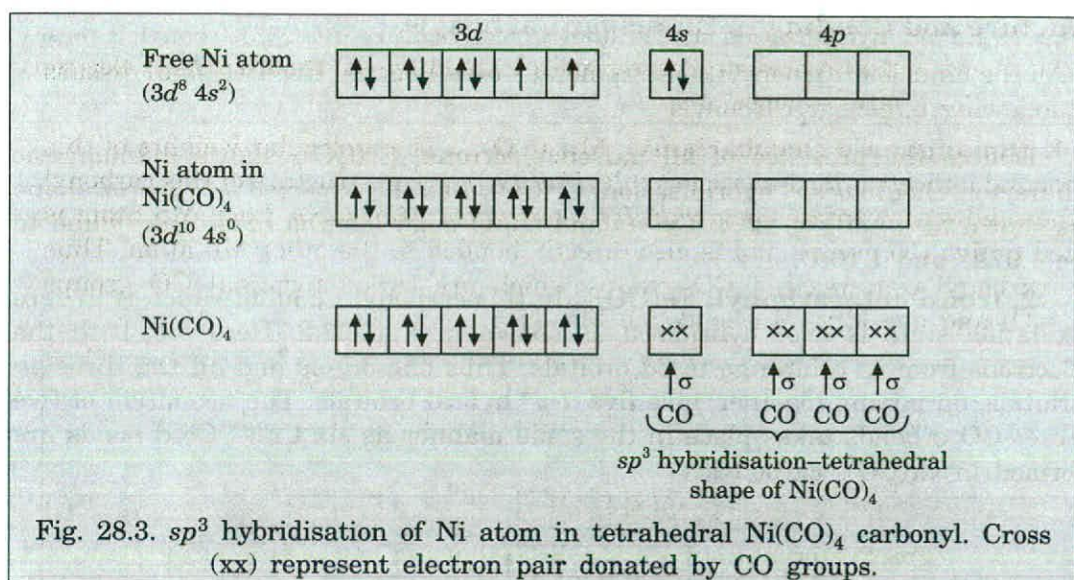 3d 4s 4p
Free Ni atom
(3d⁸ 4s²)
Ni atom in
Ni(CO)₄
(3d¹⁰ 4s⁰)
Ni(CO)₄ ×× ×× ×× ××
σ σ σ σ
CO CO CO CO
sp³ hybridisation–tetrahedral
shape of Ni(CO)₄
Fig. 28.3. sp³ hybridisation of Ni atom in tetrahedral Ni(CO)₄ carbonyl. Cross
(xx) represent electron pair donated by CO groups.